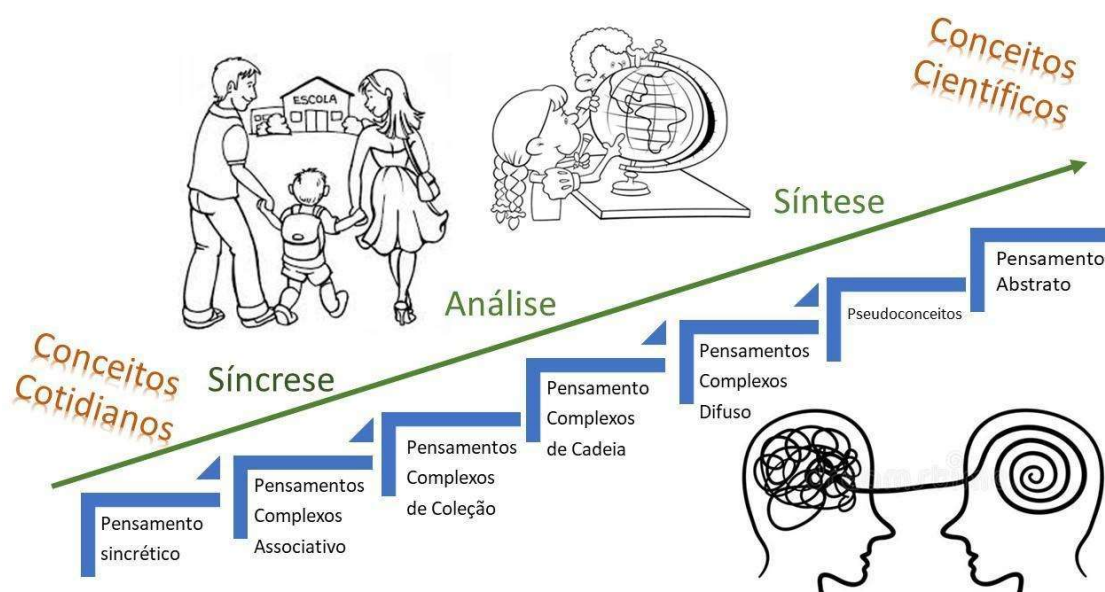 Conceitos
Científicos
ESCOLA
Síntese
Análise
Síncrese
Conceitos
Cotidianos
Pensamento
sincrético
Pensamentos
Complexos
Associativo
Pensamentos
Complexos
de Coleção
Pensamento
Complexos
de Cadeia
Pensamentos
Complexos
Difuso
Pseudoconceitos
Pensamento
Abstrato